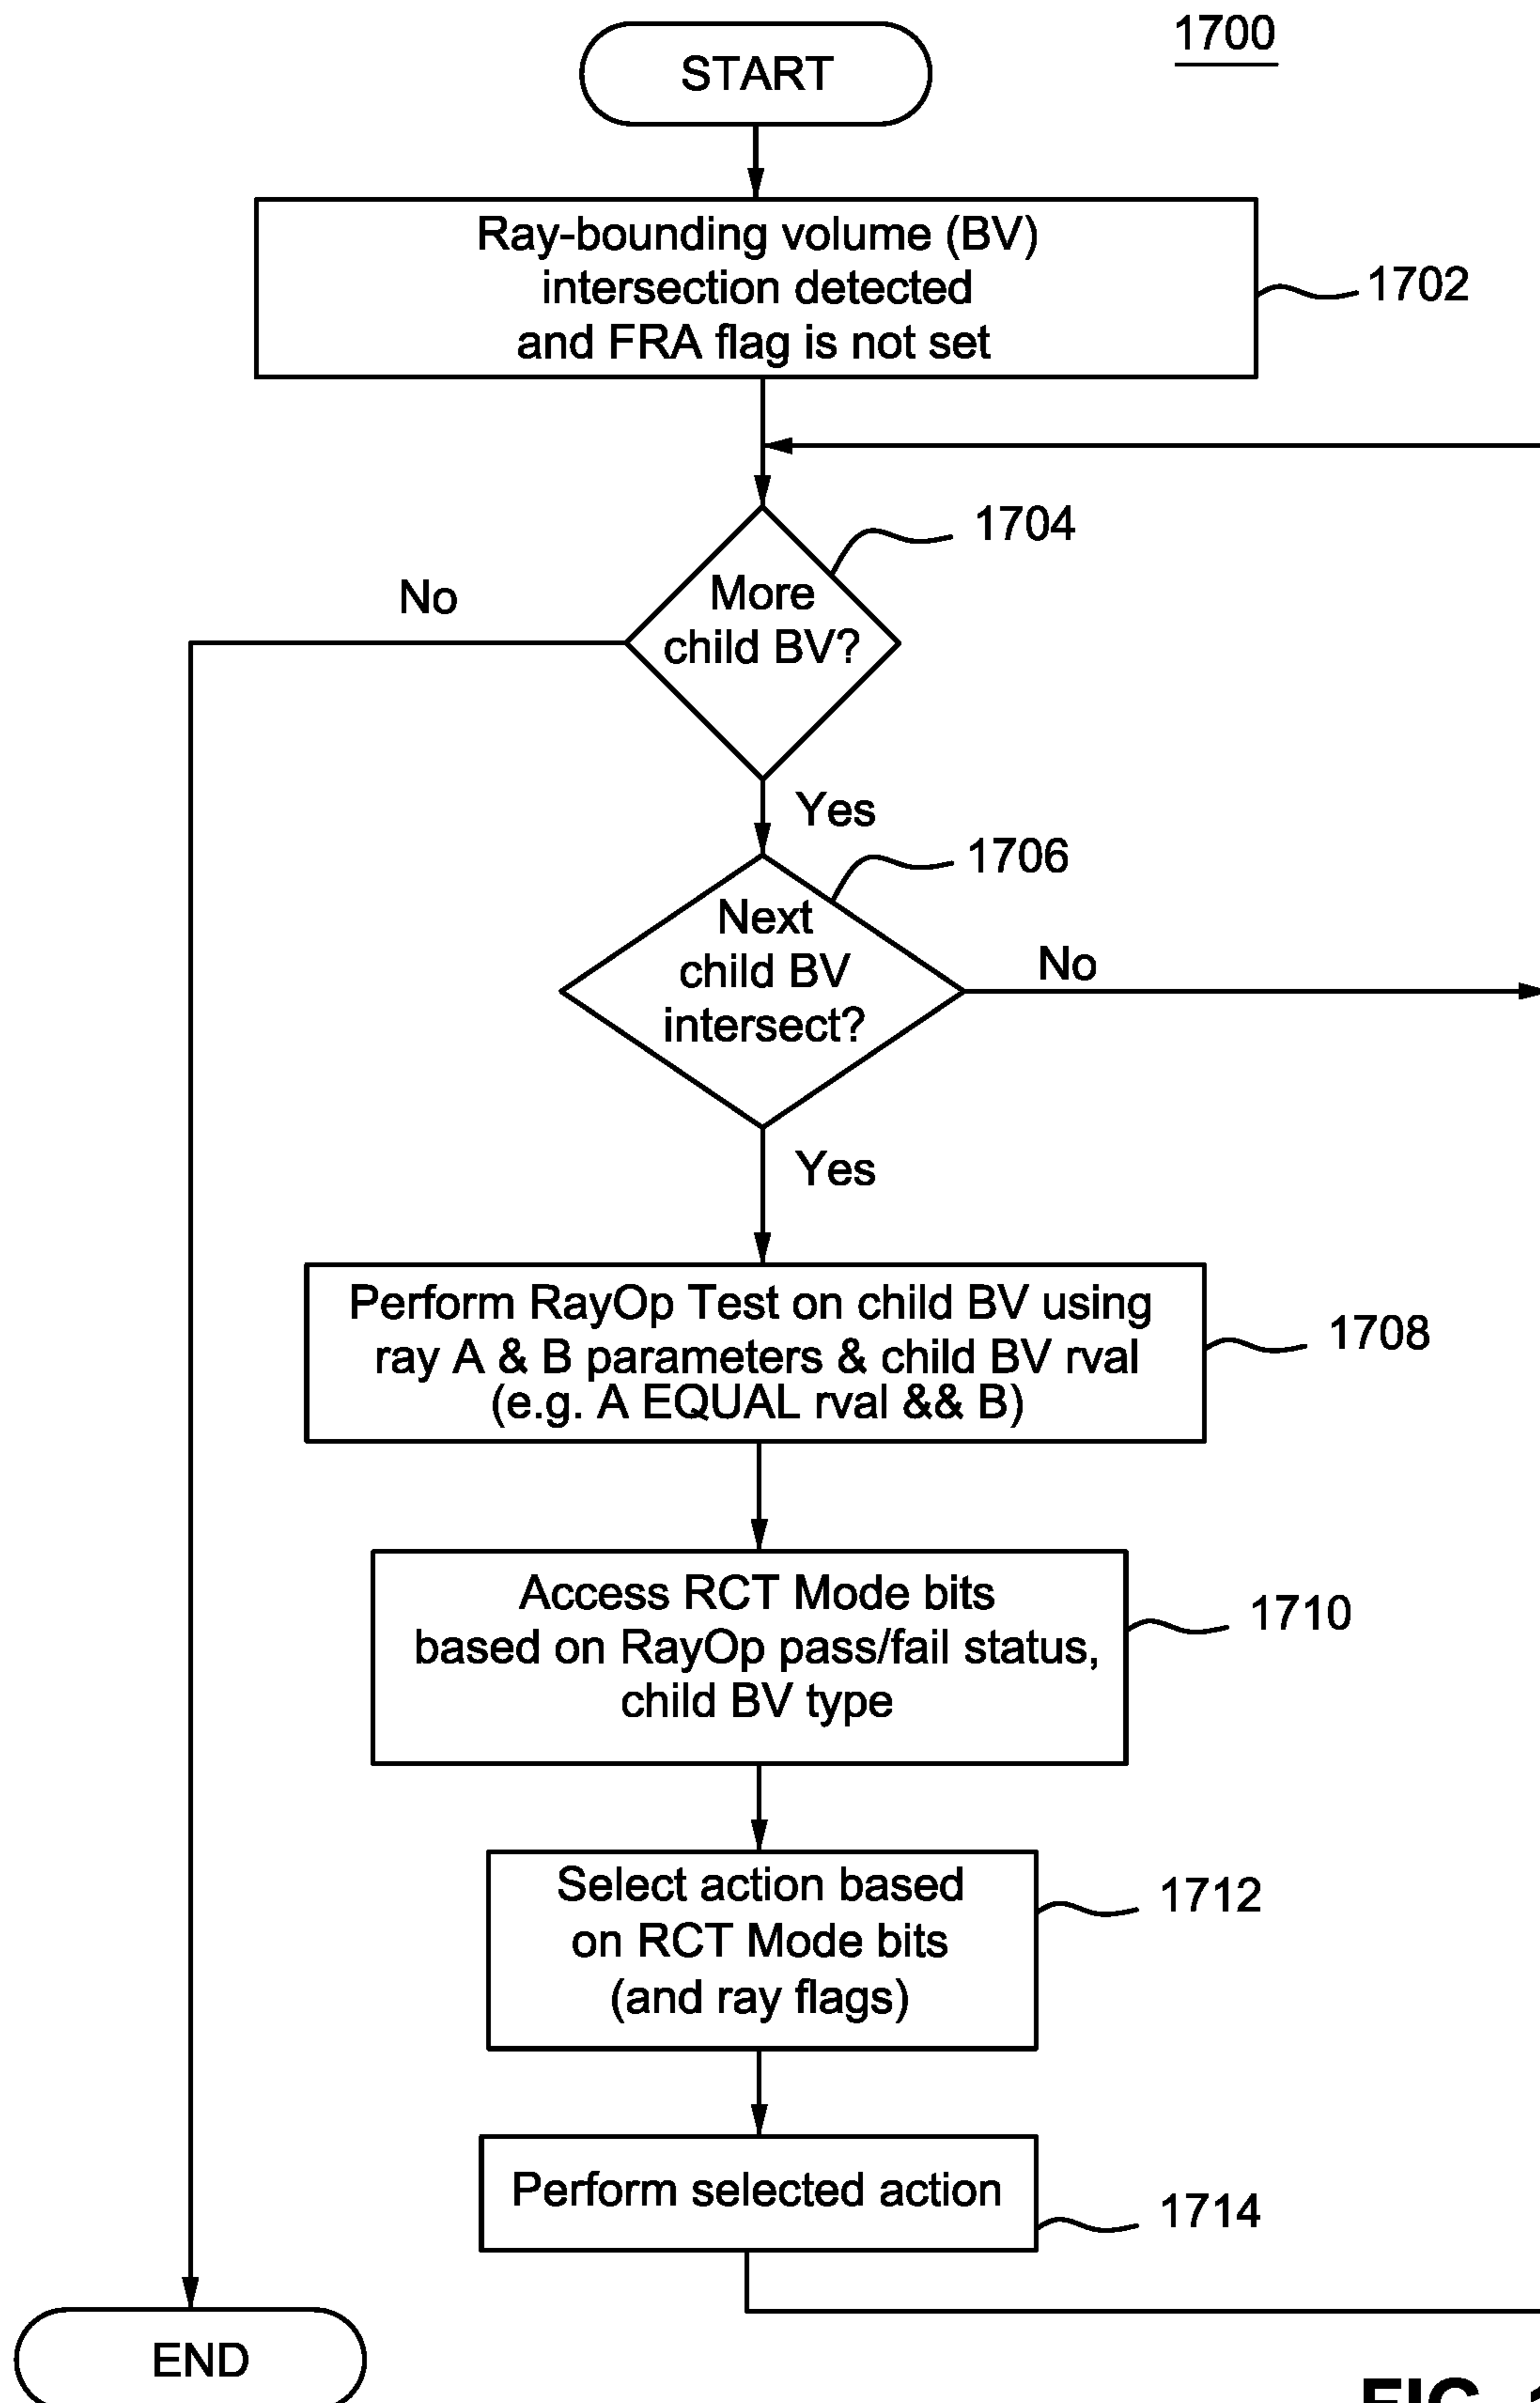 1700
START
Ray-bounding volume (BV)
intersection detected
and FRA flag is not set
1702
1704
More
child BV?
No
Yes
1706
Next
child BV
intersect?
No
Yes
Perform RayOp Test on child BV using
ray A & B parameters & child BV rval
(e.g. A EQUAL rval && B)
1708
Access RCT Mode bits
based on RayOp pass/fail status,
child BV type
1710
Select action based
on RCT Mode bits
(and ray flags)
1712
Perform selected action
1714
END